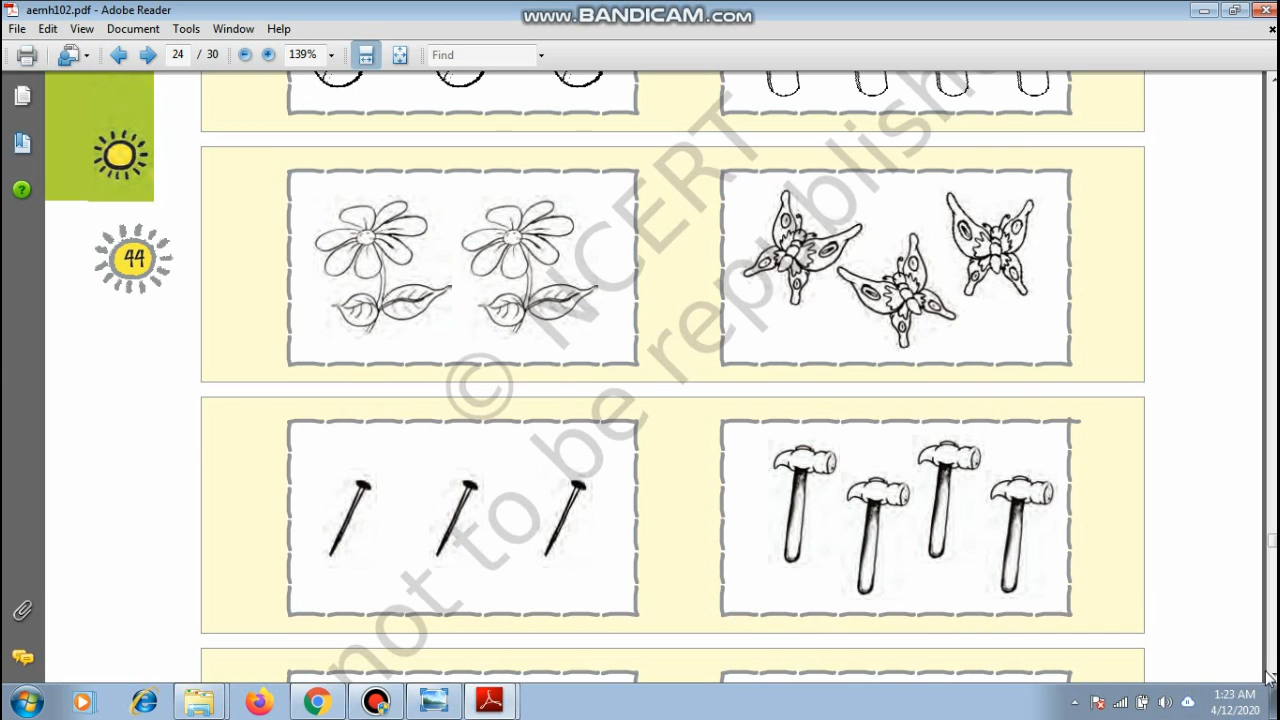 aemh102.pdf - Adobe Reader
www.BANDICAM.com
File Edit View Document Tools Window Help
24 / 30 139% Find
44
© NCERT
not to be republishe
1:23 AM
4/12/2020